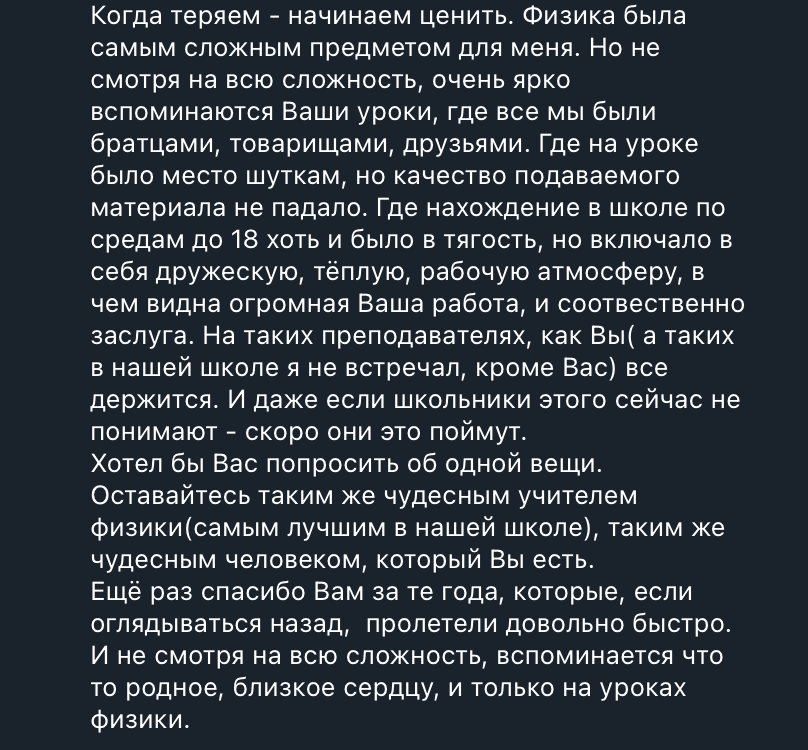 Когда теряем - начинаем ценить. Физика была
самым сложным предметом для меня. Но не
смотря на всю сложность, очень ярко
вспоминаются Ваши уроки, где все мы были
братцами, товарищами, друзьями. Где на уроке
было место шуткам, но качество подаваемого
материала не падало. Где нахождение в школе по
средам до 18 хоть и было в тягость, но включало в
себя дружескую, тёплую, рабочую атмосферу, в
чем видна огромная Ваша работа, и соотвественно
заслуга. На таких преподавателях, как Вы( а таких
в нашей школе я не встречал, кроме Вас) все
держится. И даже если школьники этого сейчас не
понимают - скоро они это поймут.
Хотел бы Вас попросить об одной вещи.
Оставайтесь таким же чудесным учителем
физики(самым лучшим в нашей школе), таким же
чудесным человеком, который Вы есть.
Ещё раз спасибо Вам за те года, которые, если
оглядываться назад,  пролетели довольно быстро.
И не смотря на всю сложность, вспоминается что
то родное, близкое сердцу, и только на уроках
физики.